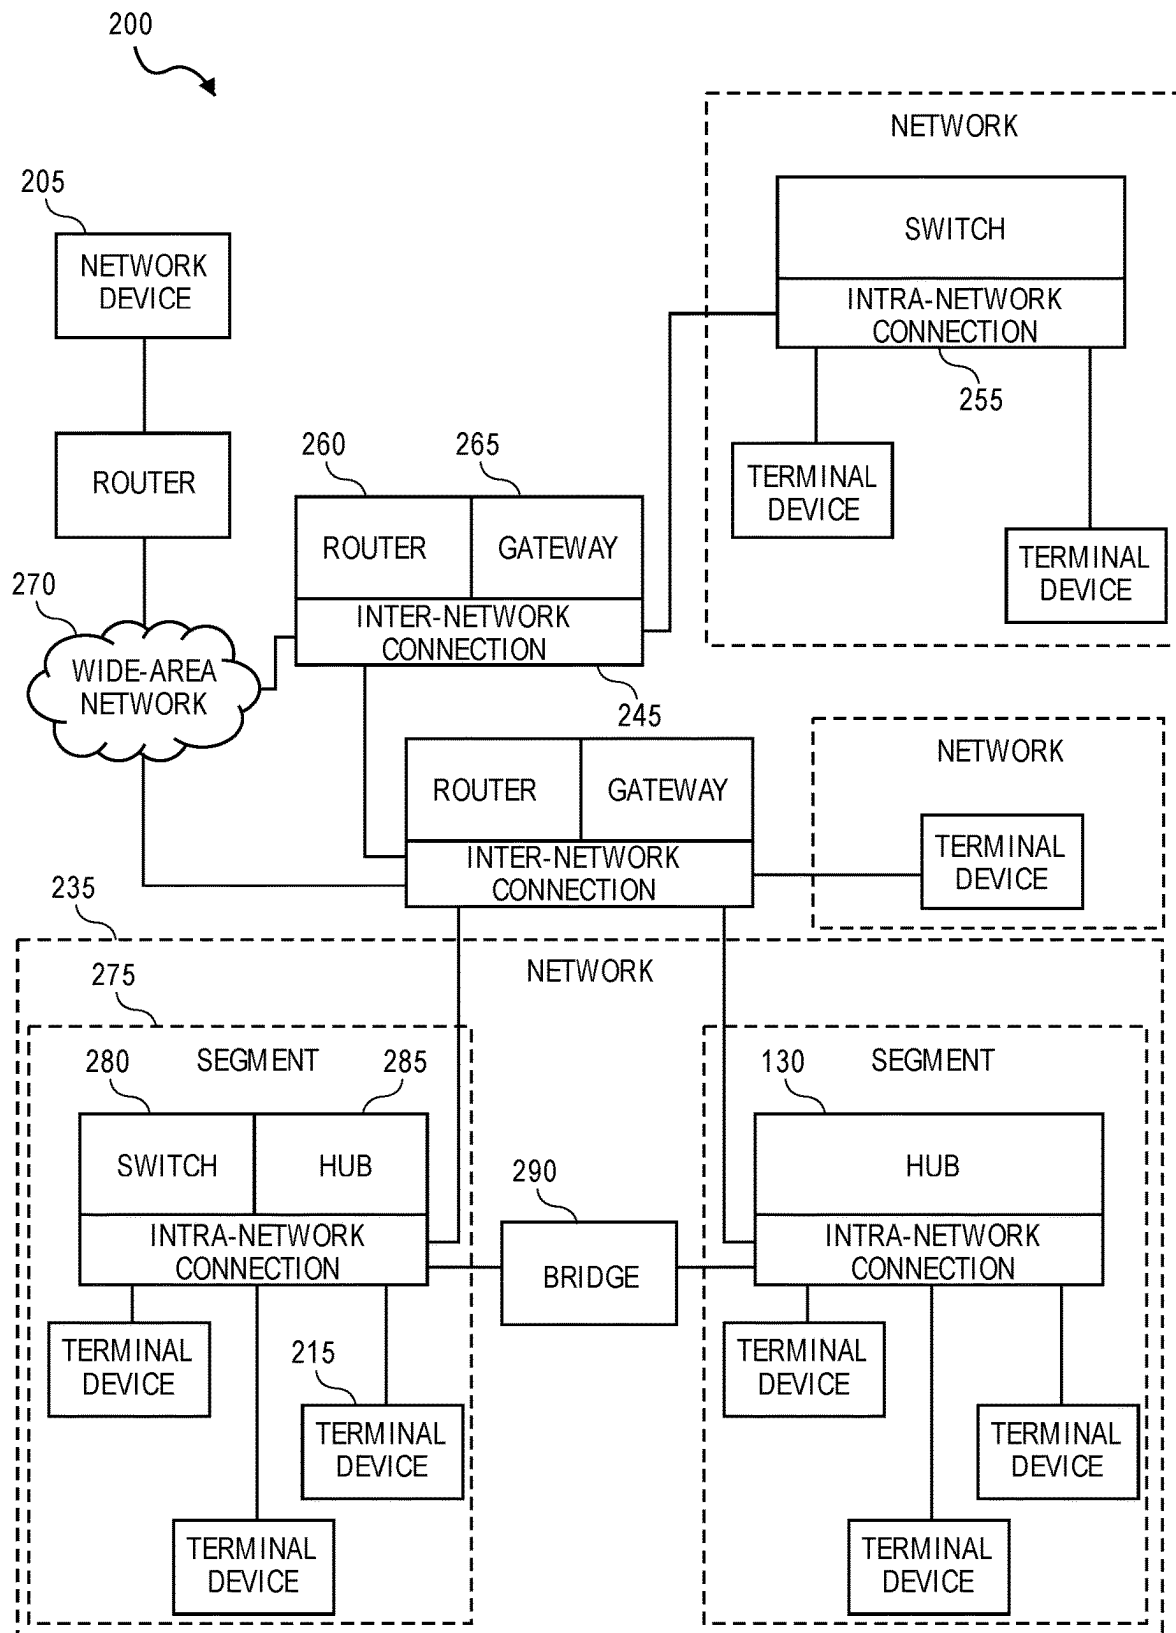 200
NETWORK
205
SWITCH
NETWORK
DEVICE
INTRA-NETWORK
CONNECTION
255
260
265
ROUTER
TERMINAL
DEVICE
ROUTER
GATEWAY
TERMINAL
DEVICE
270
INTER-NETWORK
CONNECTION
WIDE-AREA
NETWORK
245
NETWORK
ROUTER
GATEWAY
TERMINAL
DEVICE
INTER-NETWORK
CONNECTION
235
NETWORK
275
280
SEGMENT
285
130
SEGMENT
SWITCH
HUB
290
HUB
INTRA-NETWORK
CONNECTION
BRIDGE
INTRA-NETWORK
CONNECTION
TERMINAL
DEVICE
215
TERMINAL
DEVICE
TERMINAL
DEVICE
TERMINAL
DEVICE
TERMINAL
DEVICE
TERMINAL
DEVICE